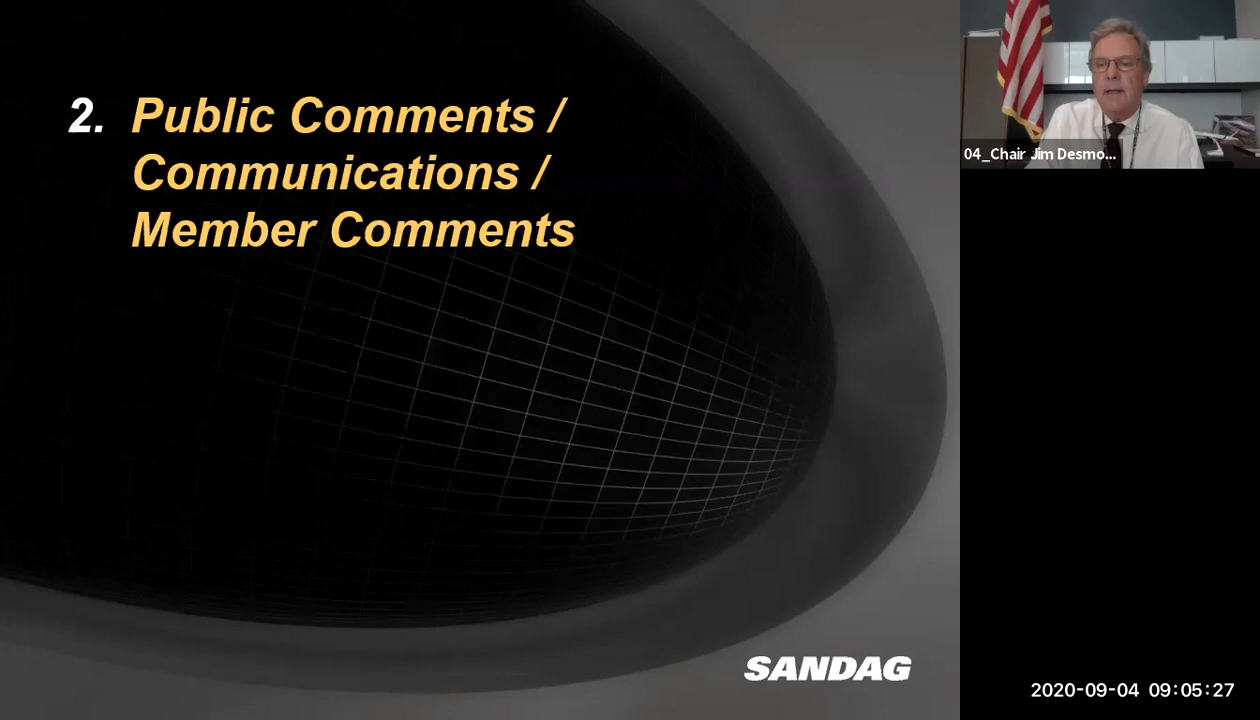 2. Public Comments /
Communications /
Member Comments
04_Chair Jim Desmo...
SANDAG
2020-09-04 09:05:27